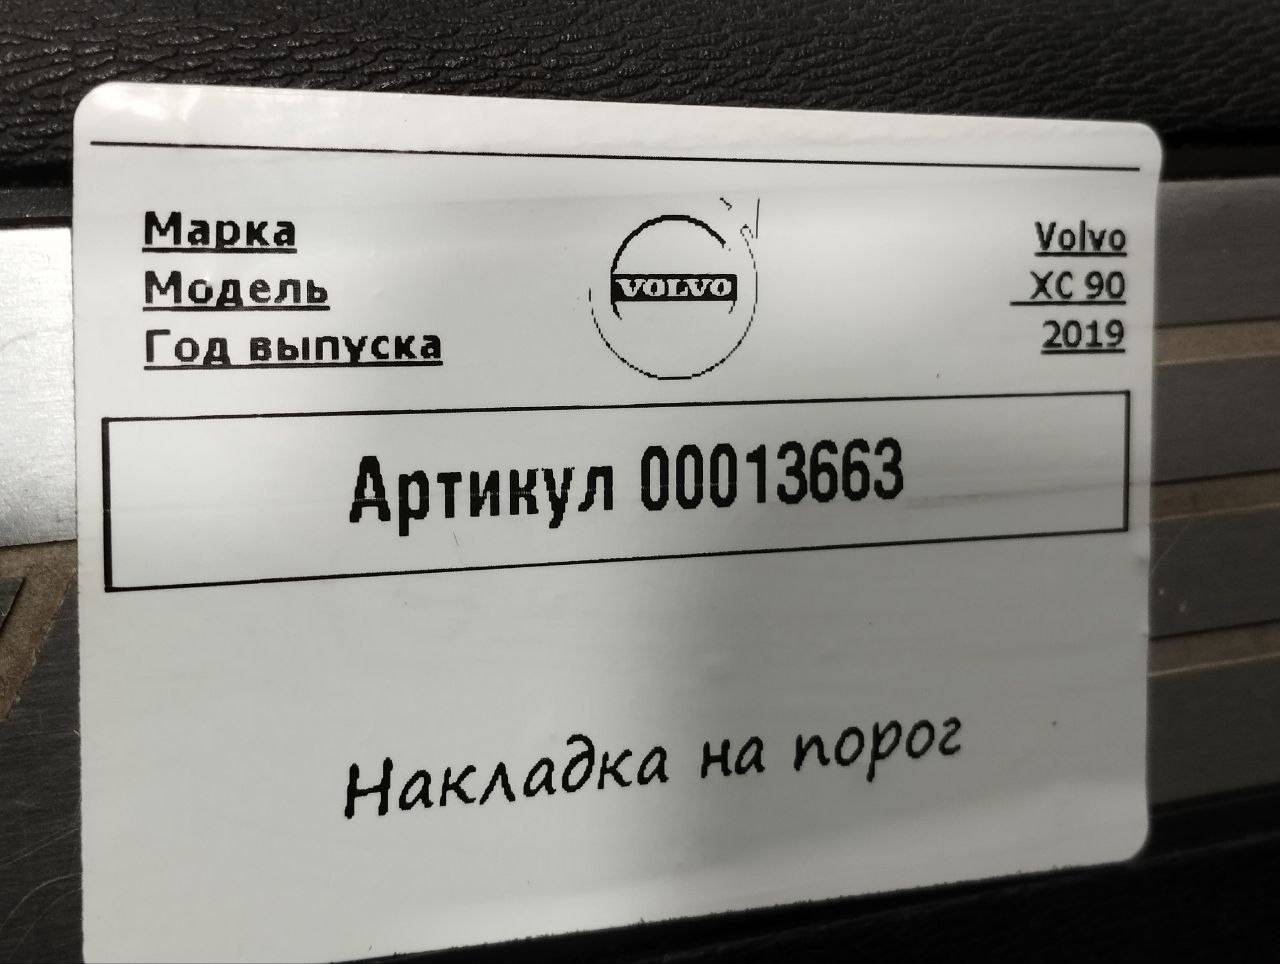 Марка VOLVO Volvo
Модель XC 90
Год выпуска 2019
Артикул 00013663
Накладка на порог